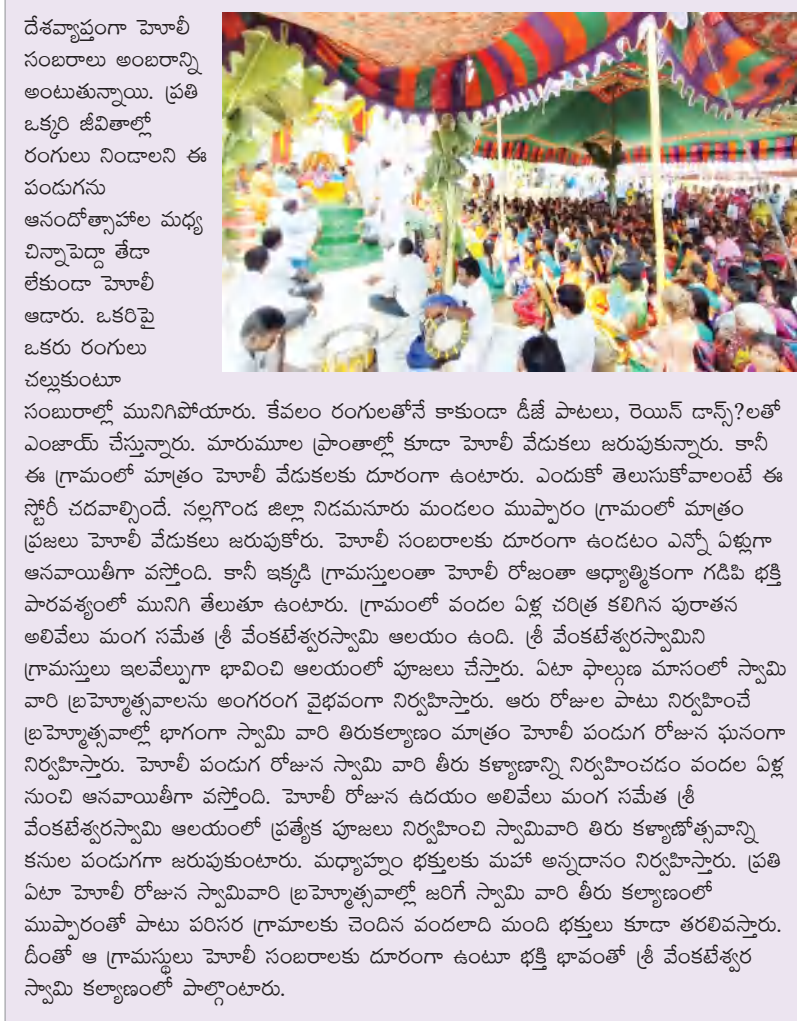 దేశవ్యాప్తంగా హెూలీ
సంబరాలు అంబరాన్ని
అంటుతున్నాయి. ప్రతి
ఒక్కరి జీవితాల్లో
రంగులు నిండాలని ఈ
పండుగను
ఆనందోత్సాహాల మధ్య
చిన్నాపెద్దా తేడా
లేకుండా హెూలీ
ఆడారు. ఒకరిపై
ఒకరు రంగులు
చల్లుకుంటూ
సంబురాల్లో మునిగిపోయారు. కేవలం రంగులతోనే కాకుండా డీజే పాటలు, రెయిన్ డాన్స్?లతో
ఎంజాయ్ చేస్తున్నారు. మారుమూల ప్రాంతాల్లో కూడా హెూలీ వేడుకలు జరుపుకున్నారు. కానీ
ఈ గ్రామంలో మాత్రం హెూలీ వేడుకలకు దూరంగా ఉంటారు. ఎందుకో తెలుసుకోవాలంటే ఈ
స్టోరీ చదవాల్సిందే. నల్లగొండ జిల్లా నిడమనూరు మండలం ముప్పారం గ్రామంలో మాత్రం
ప్రజలు హెూలీ వేడుకలు జరుపుకోరు. హెూలీ సంబరాలకు దూరంగా ఉండటం ఎన్నో ఏళ్లుగా
ఆనవాయితీగా వస్తోంది. కానీ ఇక్కడి గ్రామస్తులంతా హెూలీ రోజంతా ఆధ్యాత్మికంగా గడిపి భక్తి
పారవశ్యంలో మునిగి తేలుతూ ఉంటారు. గ్రామంలో వందల ఏళ్ల చరిత్ర కలిగిన పురాతన
అలివేలు మంగ సమేత శ్రీ వేంకటేశ్వరస్వామి ఆలయం ఉంది. శ్రీ వేంకటేశ్వరస్వామిని
గ్రామస్తులు ఇలవేల్పుగా భావించి ఆలయంలో పూజలు చేస్తారు. ఏటా ఫాల్గుణ మాసంలో స్వామి
వారి బ్రహ్మెూత్సవాలను అంగరంగ వైభవంగా నిర్వహిస్తారు. ఆరు రోజుల పాటు నిర్వహించే
బ్రహ్మెూత్సవాల్లో భాగంగా స్వామి వారి తిరుకల్యాణం మాత్రం హెూలీ పండుగ రోజున ఘనంగా
నిర్వహిస్తారు. హెూలీ పండుగ రోజున స్వామి వారి తీరు కళ్యాణాన్ని నిర్వహించడం వందల ఏళ్ల
నుంచి ఆనవాయితీగా వస్తోంది. హెూలీ రోజున ఉదయం అలివేలు మంగ సమేత శ్రీ
వేంకటేశ్వరస్వామి ఆలయంలో ప్రత్యేక పూజలు నిర్వహించి స్వామివారి తిరు కళ్యాణోత్సవాన్ని
కనుల పండుగగా జరుపుకుంటారు. మధ్యాహ్నం భక్తులకు మహా అన్నదానం నిర్వహిస్తారు. ప్రతి
ఏటా హెూలీ రోజున స్వామివారి బ్రహ్మెూత్సవాల్లో జరిగే స్వామి వారి తీరు కల్యాణంలో
ముప్పారంతో పాటు పరిసర గ్రామాలకు చెందిన వందలాది మంది భక్తులు కూడా తరలివస్తారు.
దీంతో ఆ గ్రామస్థులు హెూలీ సంబరాలకు దూరంగా ఉంటూ భక్తి భావంతో శ్రీ వేంకటేశ్వర
స్వామి కల్యాణంలో పాల్గొంటారు.